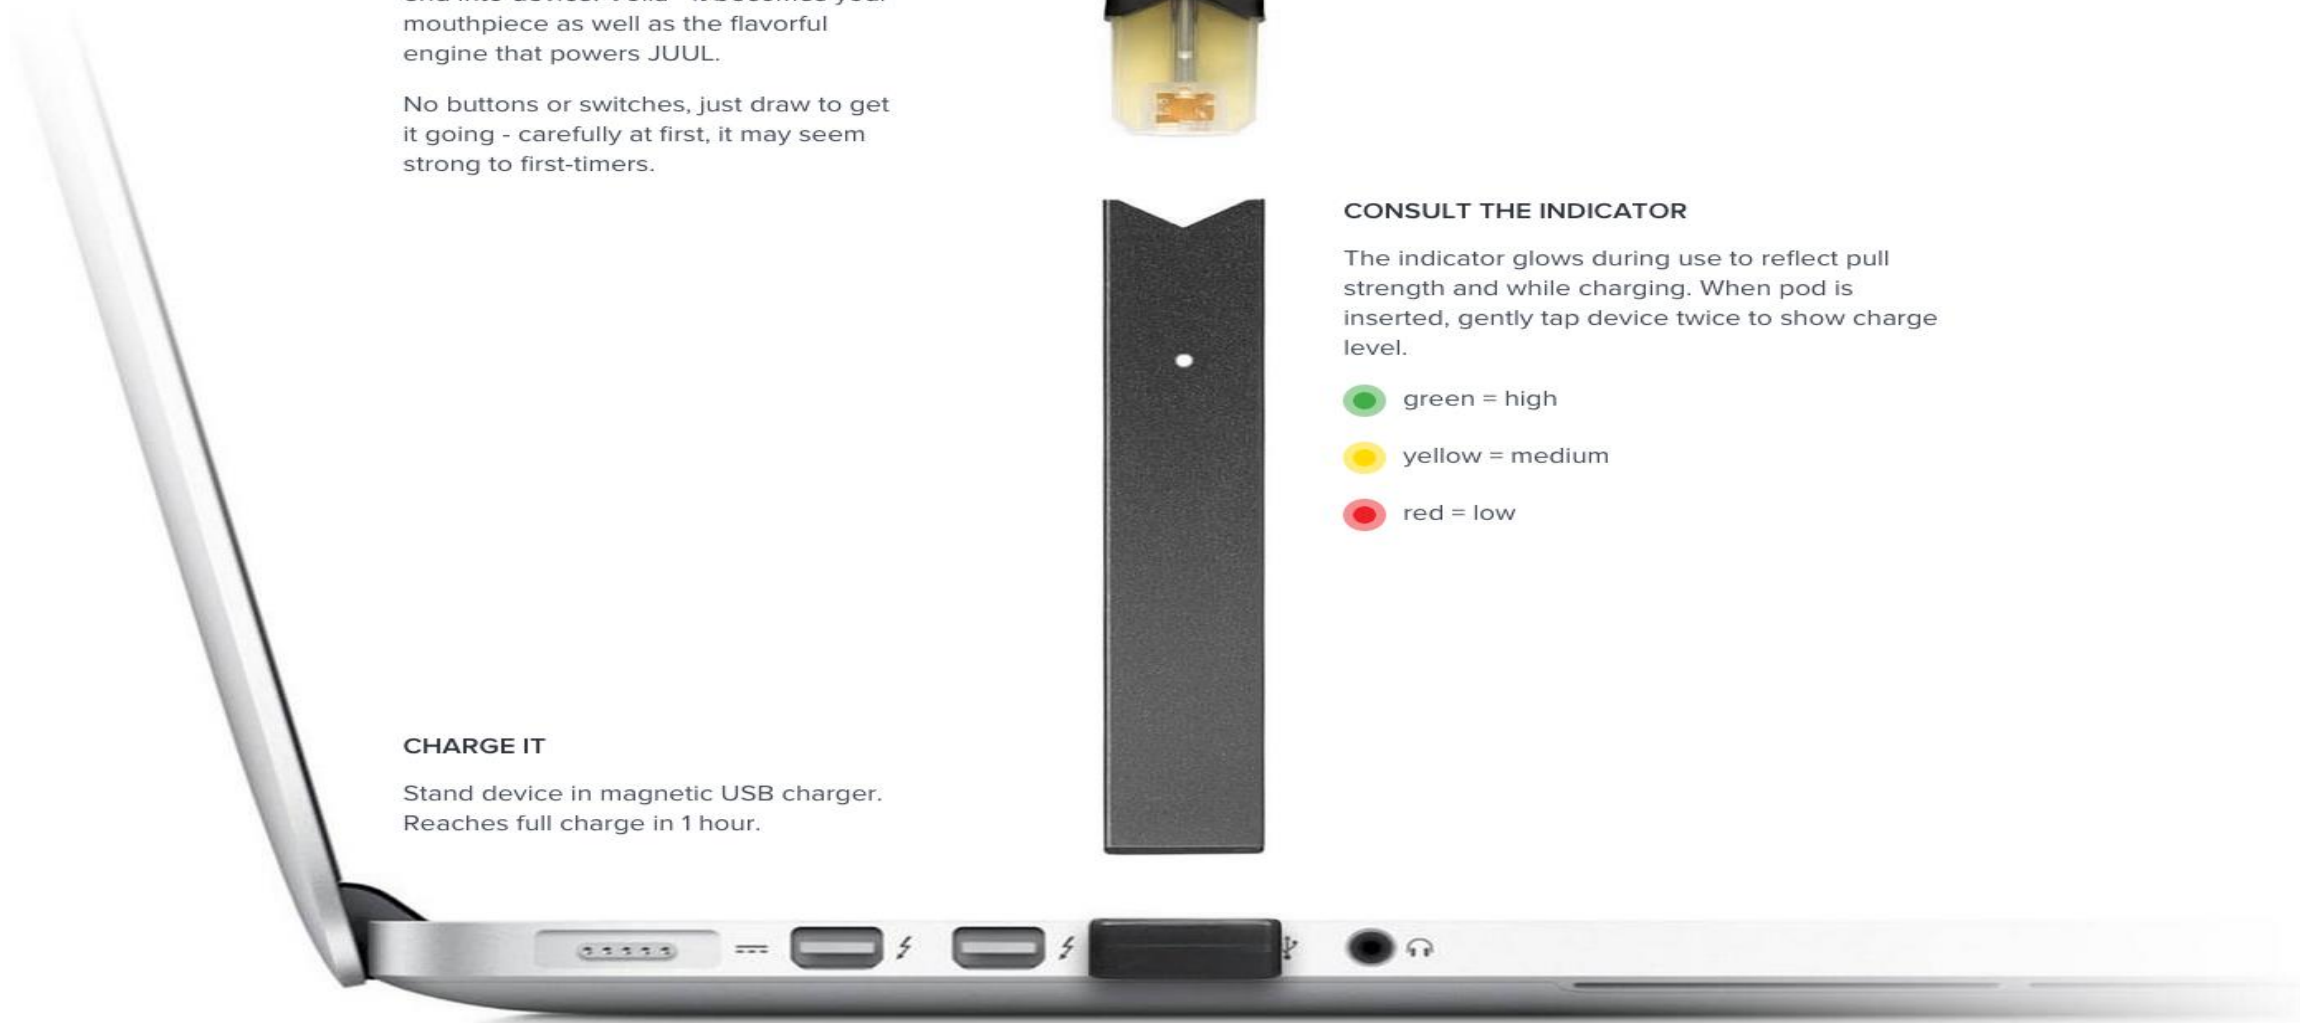 mouthpiece as well as the flavorful
engine that powers JUUL.
No buttons or switches, just draw to get
it going - carefully at first, it may seem
strong to first-timers.
CONSULT THE INDICATOR
The indicator glows during use to reflect pull
strength and while charging. When pod is
inserted, gently tap device twice to show charge
level.
green = high
yellow = medium
red = low
CHARGE IT
Stand device in magnetic USB charger.
Reaches full charge in 1 hour.